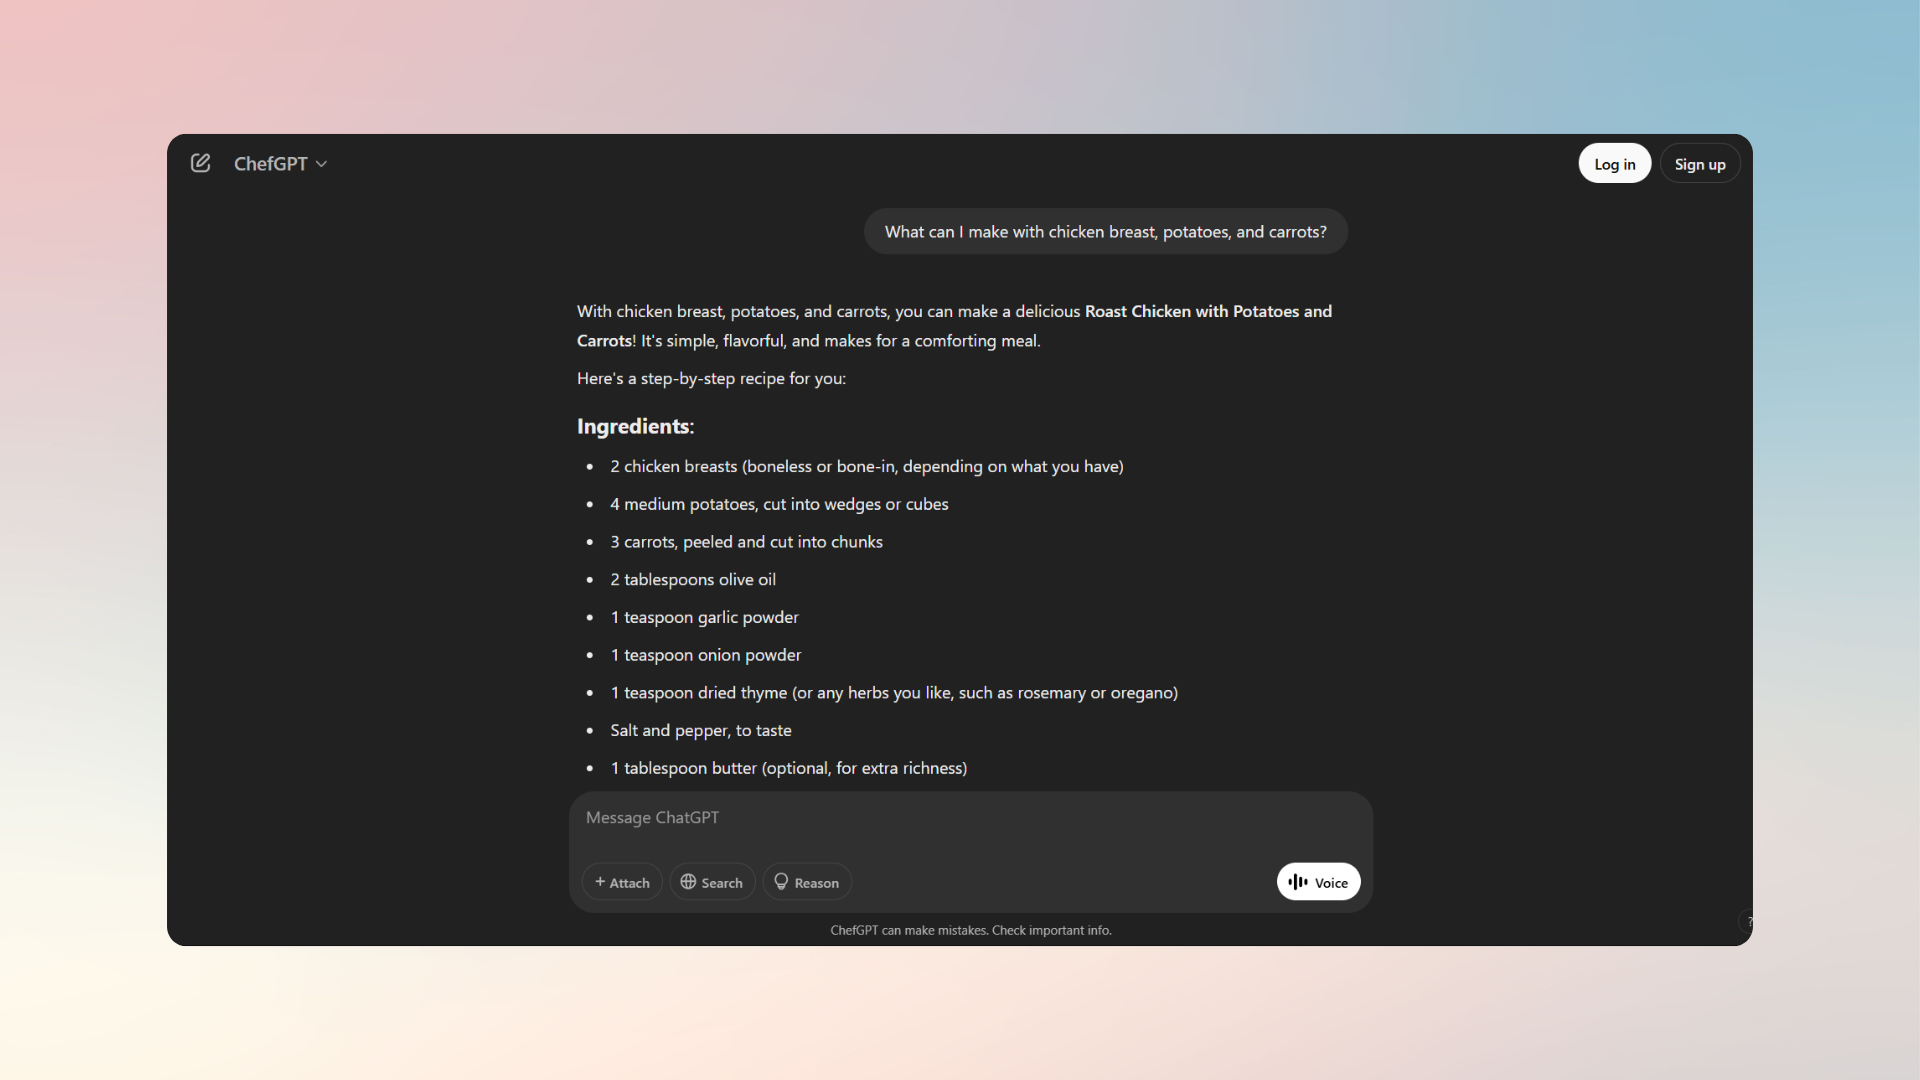 ChefGPT
Log in
Sign up
What can I make with chicken breast, potatoes, and carrots?
With chicken breast, potatoes, and carrots, you can make a delicious Roast Chicken with Potatoes and
Carrots! It's simple, flavorful, and makes for a comforting meal.
Here's a step-by-step recipe for you:
Ingredients:
• 2 chicken breasts (boneless or bone-in, depending on what you have)
• 4 medium potatoes, cut into wedges or cubes
• 3 carrots, peeled and cut into chunks
• 2 tablespoons olive oil
• 1 teaspoon garlic powder
• 1 teaspoon onion powder
• 1 teaspoon dried thyme (or any herbs you like, such as rosemary or oregano)
• Salt and pepper, to taste
• 1 tablespoon butter (optional, for extra richness)
Message ChatGPT
+ Attach
Search
Reason
Voice
?
ChefGPT can make mistakes. Check important info.